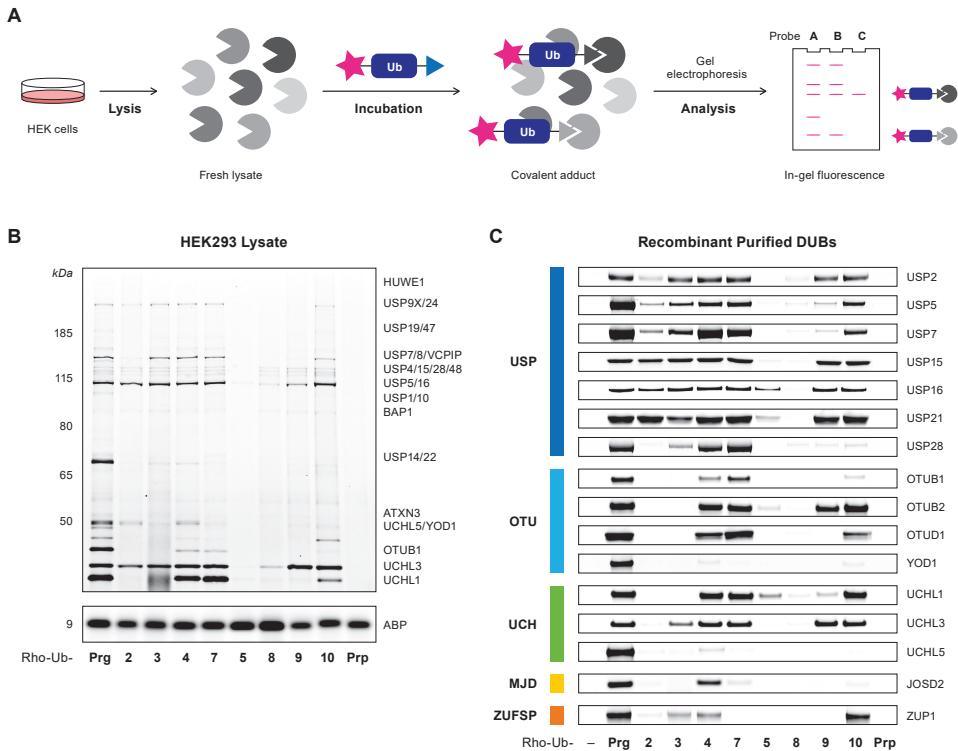 A
Probe A B C
Ub
Ub
Ub
Gel
electrophoresis
Lysis
Incubation
Analysis
HEK cells
Fresh lysate
Covalent adduct
In-gel fluorescence
B
HEK293 Lysate
kDa
185
115
80
65
50
9
HUWE1
USP9X/24
USP19/47
USP7/8/VCPIP
USP4/15/28/48
USP5/16
USP1/10
BAP1
USP14/22
ATXN3
UCHL5/YOD1
OTUB1
UCHL3
UCHL1
ABP
Rho-Ub- Prg 2 3 4 7 5 8 9 10 Prp
C
Recombinant Purified DUBs
USP
USP2
USP5
USP7
USP15
USP16
USP21
USP28
OTU
OTUB1
OTUB2
OTUD1
YOD1
UCH
UCHL1
UCHL3
UCHL5
MJD
JOSD2
ZUFSP
ZUP1
Rho-Ub- – Prg 2 3 4 7 5 8 9 10 Prp